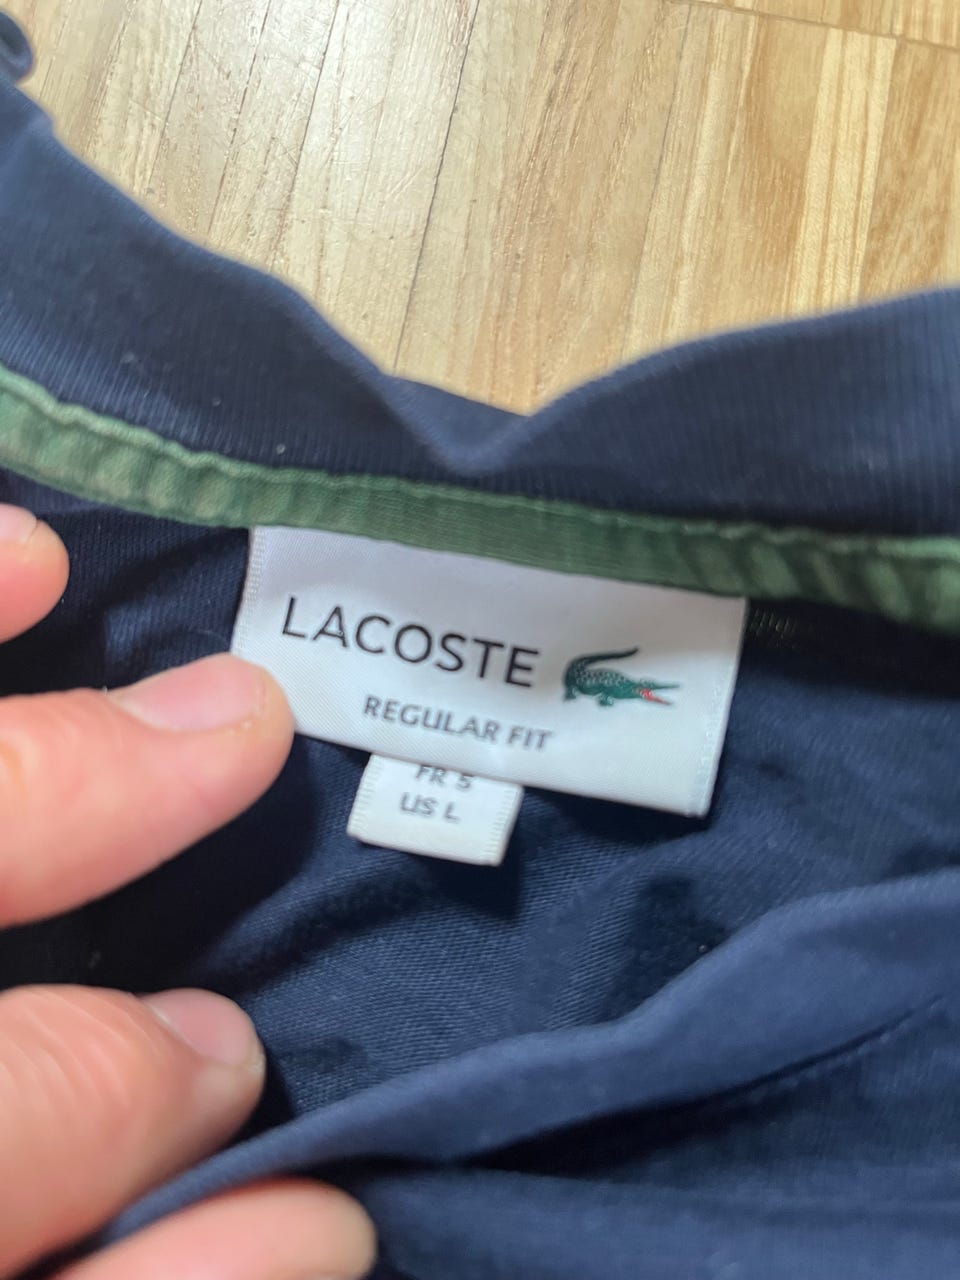 LACOSTE
REGULAR FIT
FR 5
US L